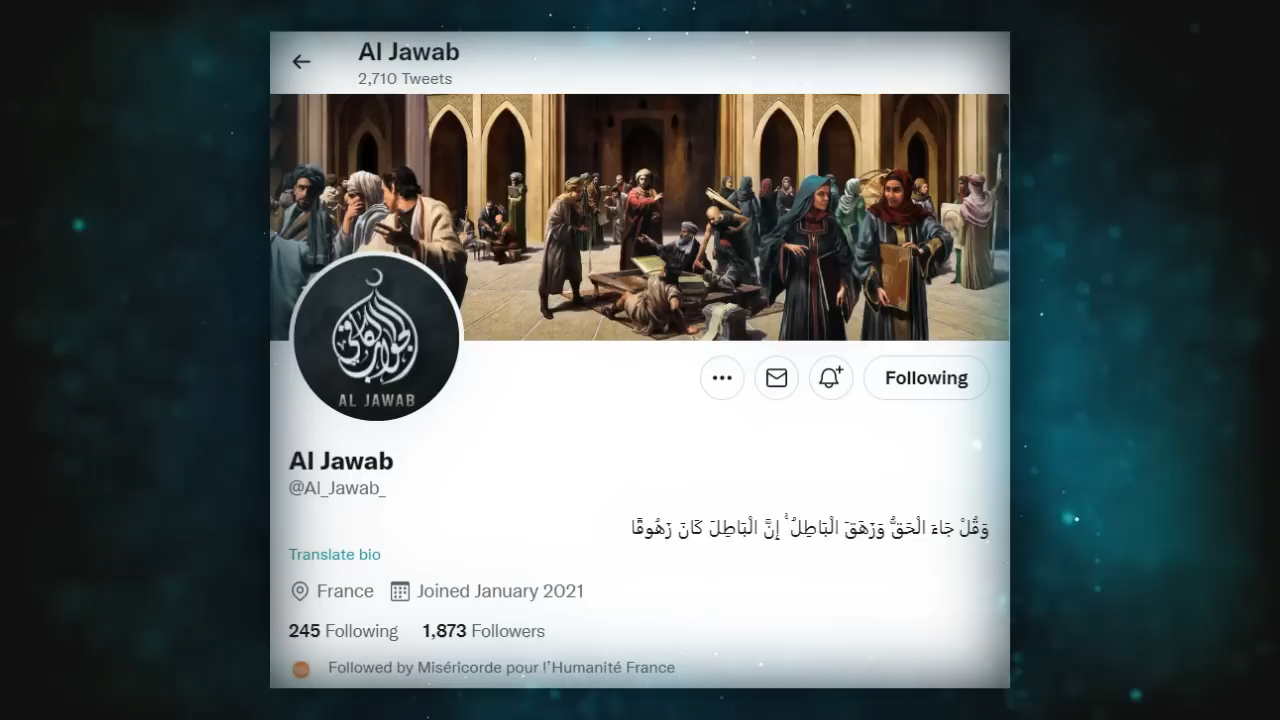 Al Jawab
2,710 Tweets
AL JAWAB
Following
Al Jawab
@Al_Jawab_
وَقُلْ جَاءَ الْحَقُّ وَزَهَقَ الْبَاطِلُ ۚ إِنَّ الْبَاطِلَ كَانَ زَهُوقًا
Translate bio
France Joined January 2021
245 Following 1,873 Followers
Followed by Miséricorde pour l’Humanité France